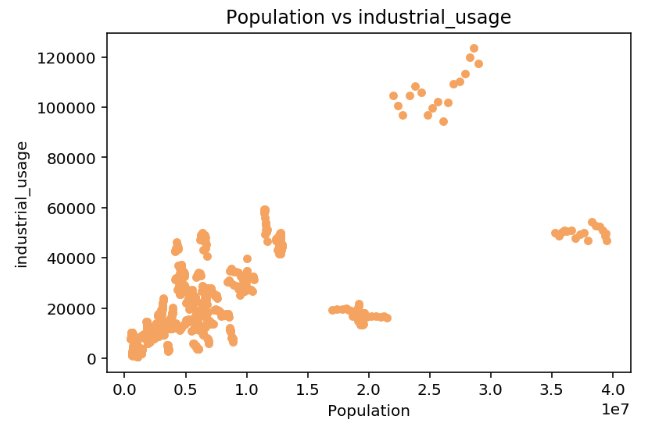 Population vs industrial_usage
120000
100000
80000
60000
40000
20000
0
industrial_usage
0.0 0.5 1.0 1.5 2.0 2.5 3.0 3.5 4.0
1e7
Population